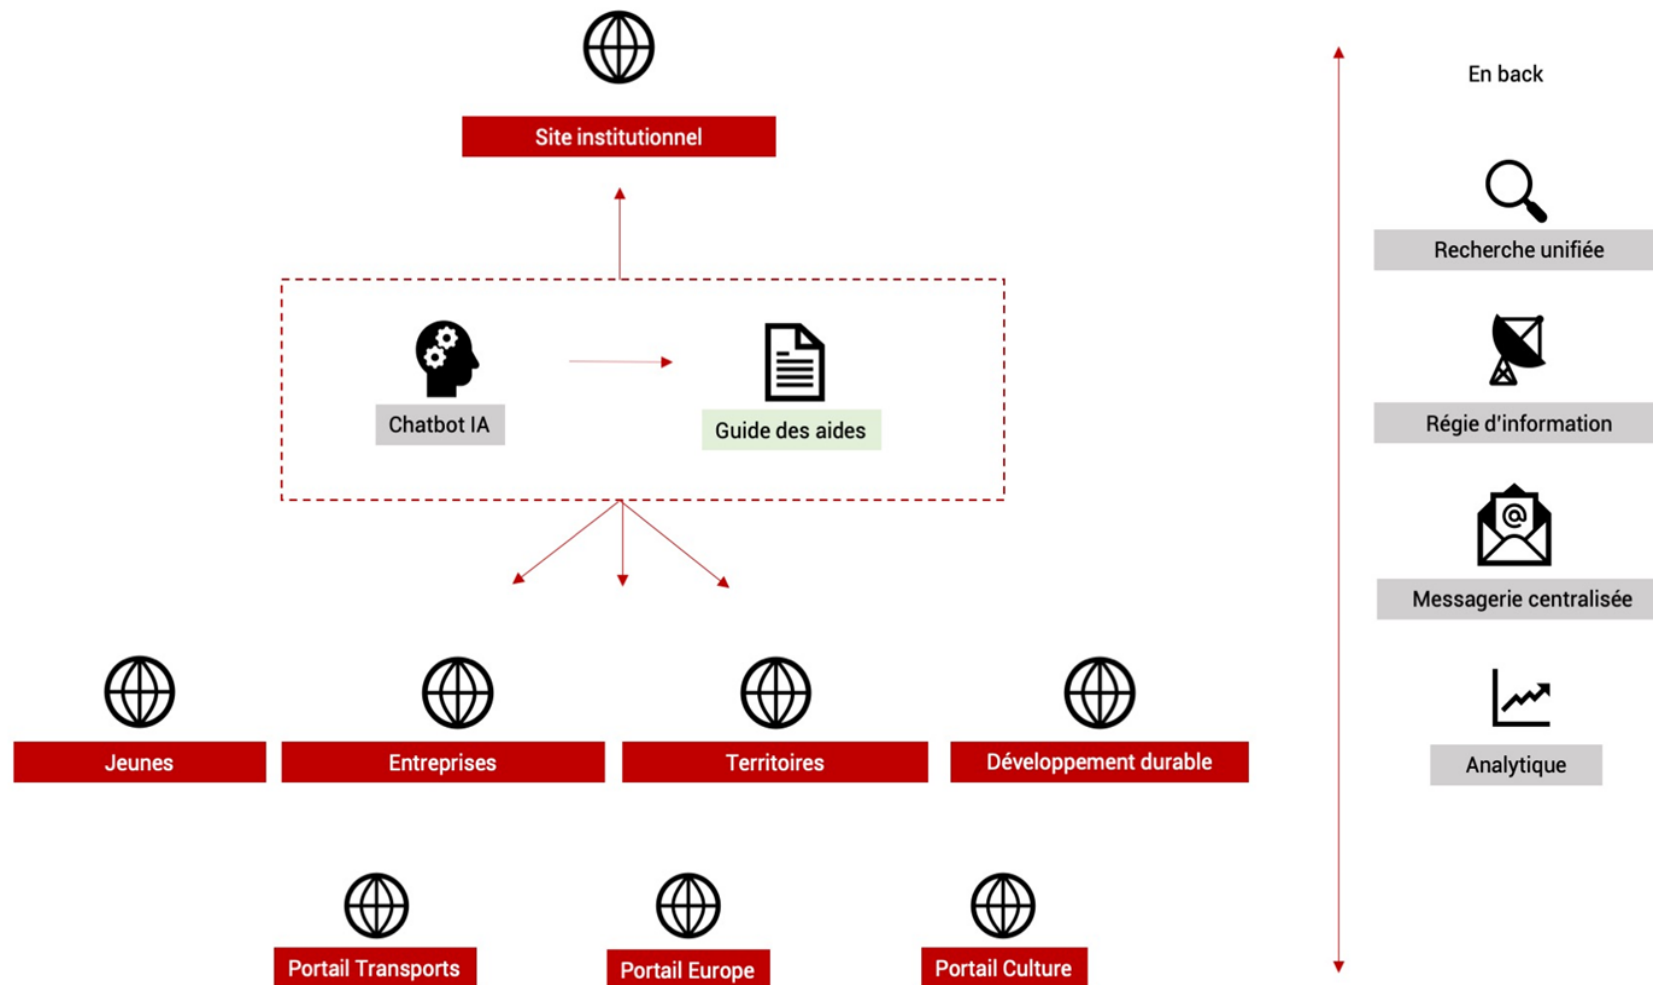 Site institutionnel
Chatbot IA
Guide des aides
Jeunes
Entreprises
Territoires
Développement durable
Portail Transports
Portail Europe
Portail Culture
En back
Recherche unifiée
Régie d'information
@
Messagerie centralisée
Analytique